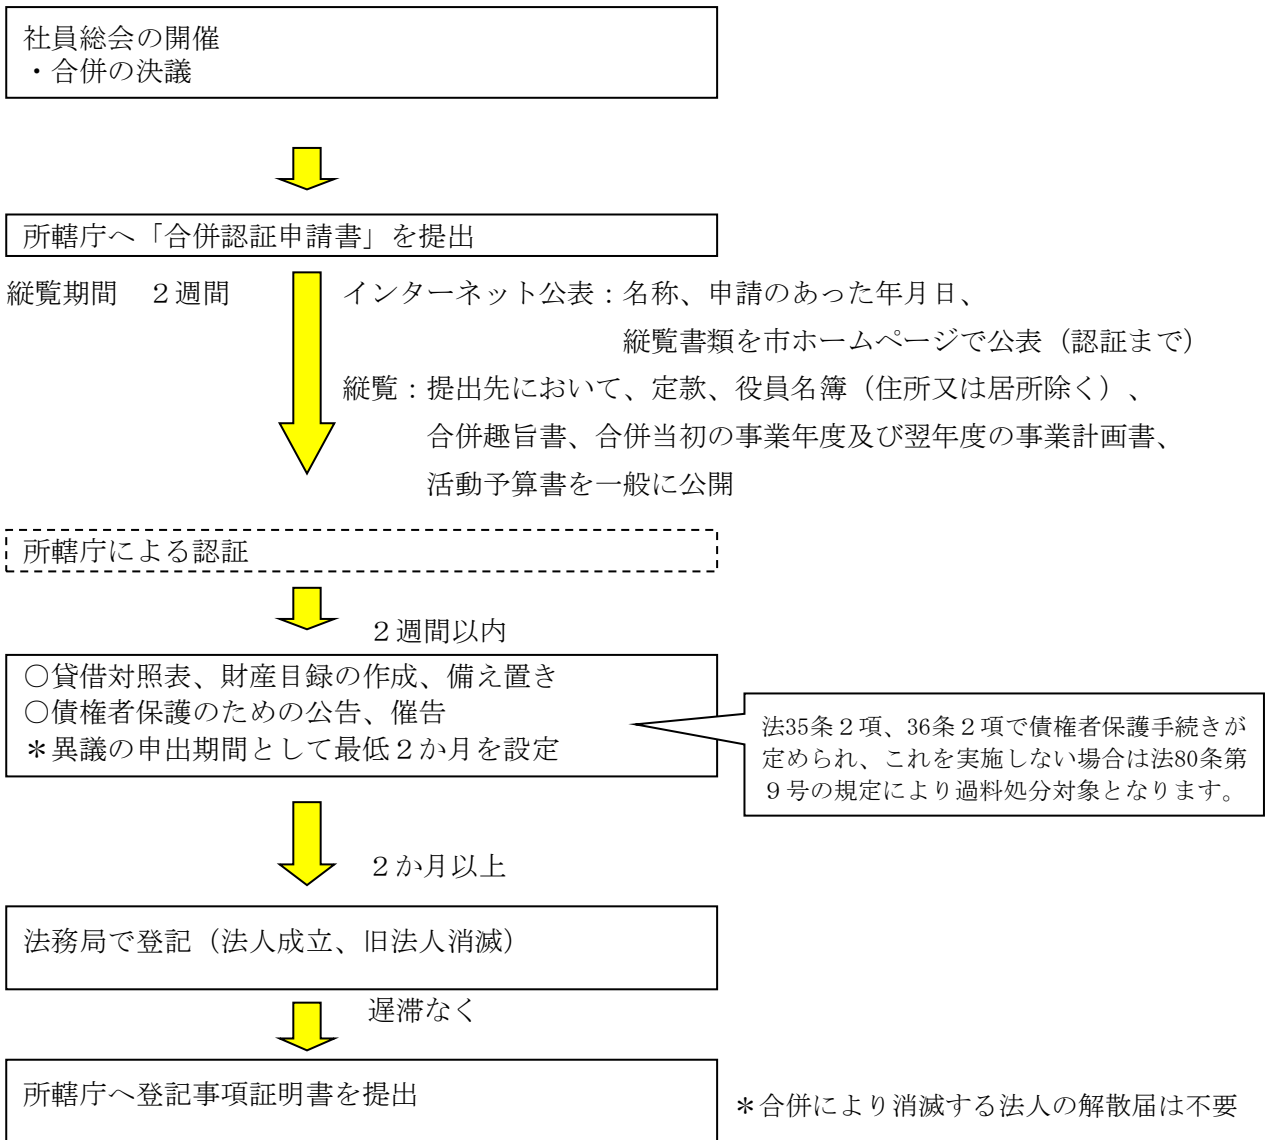 社員総会の開催
・合併の決議
所轄庁へ「合併認証申請書」を提出
縦覧期間　２週間
インターネット公表：名称、申請のあった年月日、
縦覧書類を市ホームページで公表（認証まで）
縦覧：提出先において、定款、役員名簿（住所又は居所除く）、
合併趣旨書、合併当初の事業年度及び翌年度の事業計画書、
活動予算書を一般に公開
所轄庁による認証
２週間以内
○貸借対照表、財産目録の作成、備え置き
○債権者保護のための公告、催告
＊異議の申出期間として最低２か月を設定
法35条２項、36条２項で債権者保護手続きが
定められ、これを実施しない場合は法80条第
９号の規定により過料処分対象となります。
２か月以上
法務局で登記（法人成立、旧法人消滅）
遅滞なく
所轄庁へ登記事項証明書を提出
＊合併により消滅する法人の解散届は不要